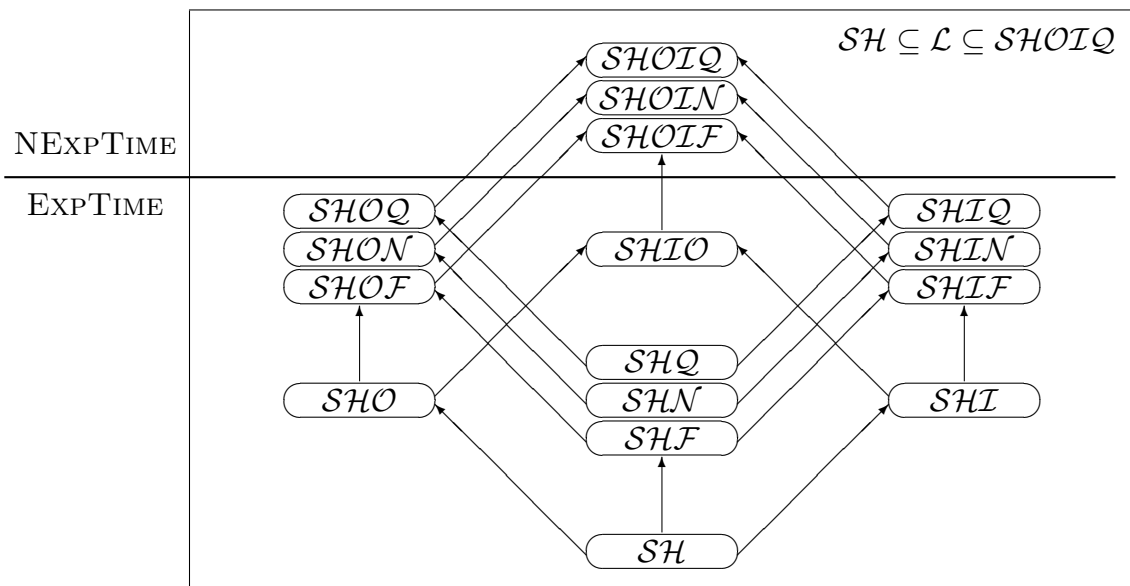 𝒮ℋ ⊆ ℒ ⊆ 𝒮ℋ𝒪ℐ𝒬
𝒮ℋ𝒪ℐ𝒬
𝒮ℋ𝒪ℐ𝒩
𝒮ℋ𝒪ℐℱ
NEXPTIME
EXPTIME
𝒮ℋ𝒪𝒬
𝒮ℋ𝒪𝒩
𝒮ℋ𝒪ℱ
𝒮ℋℐ𝒪
𝒮ℋℐ𝒬
𝒮ℋℐ𝒩
𝒮ℋℐℱ
𝒮ℋ𝒬
𝒮ℋ𝒩
𝒮ℋℱ
𝒮ℋ𝒪
𝒮ℋℐ
𝒮ℋ